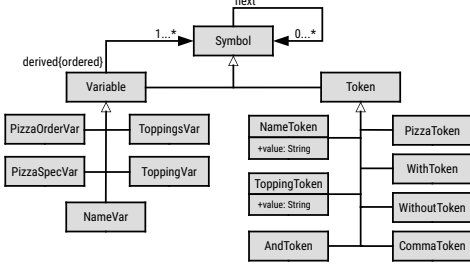 next
1...*
Symbol
0...*
derived{ordered}
Variable
Token
PizzaOrderVar
ToppingsVar
NameToken
+value: String
PizzaToken
PizzaSpecVar
ToppingVar
ToppingToken
+value: String
WithToken
NameVar
WithoutToken
AndToken
CommaToken